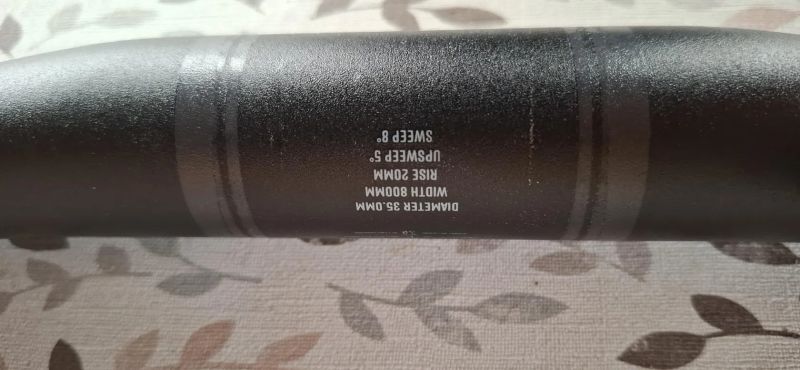 DIAMETER 35.0MM
WIDTH 800MM
RISE 20MM
UPSWEEP 5°
SWEEP 8°